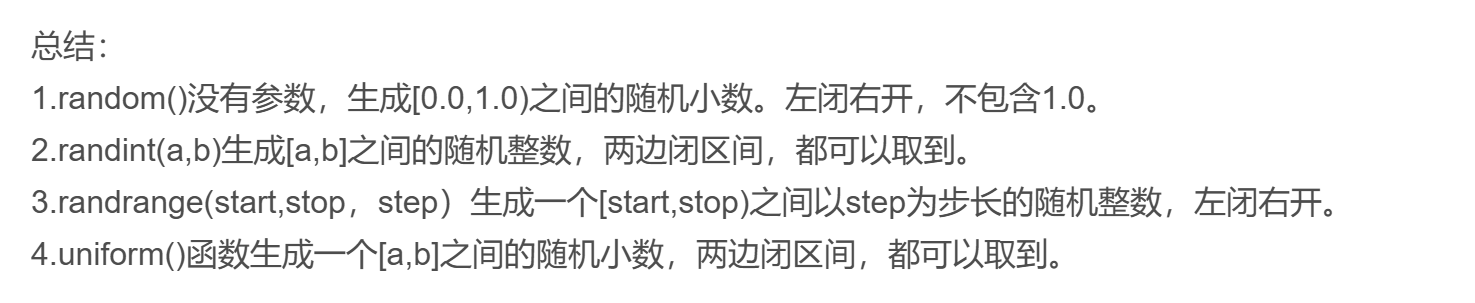 总结：
1.random()没有参数，生成[0.0,1.0)之间的随机小数。左闭右开，不包含1.0。
2.randint(a,b)生成[a,b]之间的随机整数，两边闭区间，都可以取到。
3.randrange(start,stop，step）生成一个[start,stop)之间以step为步长的随机整数，左闭右开。
4.uniform()函数生成一个[a,b]之间的随机小数，两边闭区间，都可以取到。